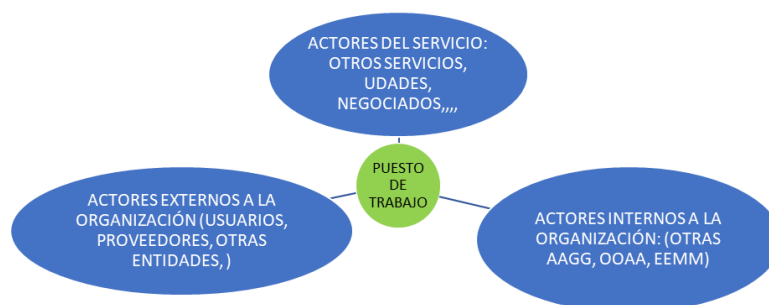 ACTORES DEL SERVICIO:
OTROS SERVICIOS,
UDADES,
NEGOCIADOS,,,,
PUESTO
DE
TRABAJO
ACTORES EXTERNOS A LA
ORGANIZACIÓN (USUARIOS,
PROVEEDORES, OTRAS
ENTIDADES, )
ACTORES INTERNOS A LA
ORGANIZACIÓN: (OTRAS
AAGG, OOAA, EEMM)